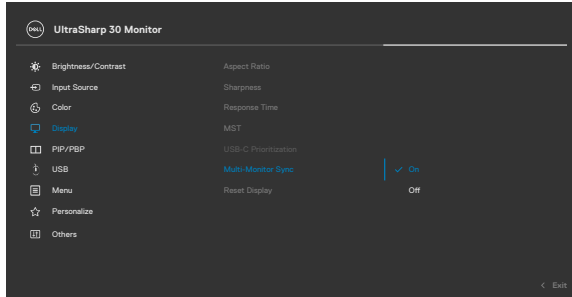 DELL UltraSharp 30 Monitor
Brightness/Contrast Aspect Ratio
Input Source Sharpness
Color Response Time
Display MST
PIP/PBP USB-C Prioritization
USB Multi-Monitor Sync On
Menu Reset Display Off
Personalize
Others
Exit